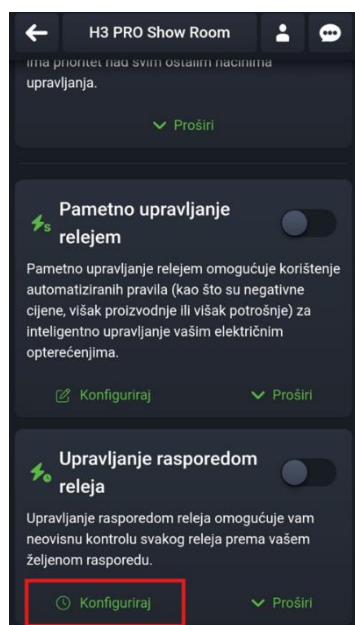 H3 PRO Show Room
ima prioritet nad svim ostalim načinima
upravljanja.
Proširi
Pametno upravljanje
relejem
Pametno upravljanje relejem omogućuje korištenje
automatiziranih pravila (kao što su negativne
cijene, višak proizvodnje ili višak potrošnje) za
inteligentno upravljanje vašim električnim
opterećenjima.
Konfiguriraj
Proširi
Upravljanje rasporedom
releja
Upravljanje rasporedom releja omogućuje vam
neovisnu kontrolu svakog releja prema vašem
željenom rasporedu.
Konfiguriraj
Proširi